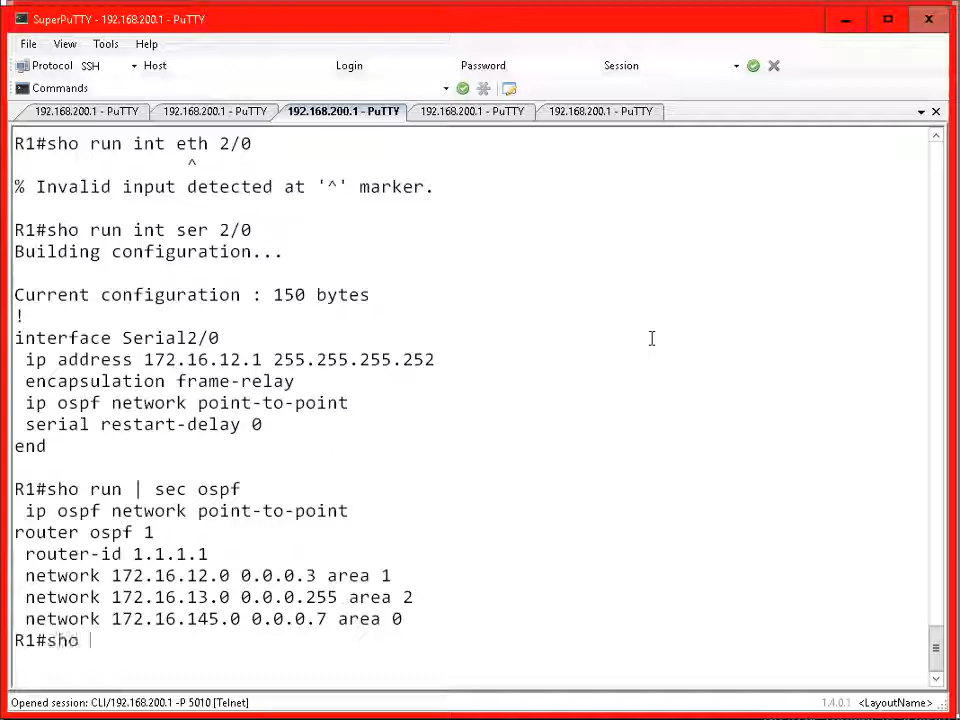 SuperPuTTY - 192.168.200.1 - PuTTY
File View Tools Help
Protocol SSH Host Login Password Session
Commands
192.168.200.1 - PuTTY 192.168.200.1 - PuTTY 192.168.200.1 - PuTTY 192.168.200.1 - PuTTY 192.168.200.1 - PuTTY
R1#sho run int eth 2/0
^
% Invalid input detected at '^' marker.
R1#sho run int ser 2/0
Building configuration...
Current configuration : 150 bytes
!
interface Serial2/0
ip address 172.16.12.1 255.255.255.252
encapsulation frame-relay
ip ospf network point-to-point
serial restart-delay 0
end
R1#sho run | sec ospf
ip ospf network point-to-point
router ospf 1
router-id 1.1.1.1
network 172.16.12.0 0.0.0.3 area 1
network 172.16.13.0 0.0.0.255 area 2
network 172.16.145.0 0.0.0.7 area 0
R1#sho
Opened session: CLI/192.168.200.1 -P 5010 [Telnet] 1.4.0.1 <LayoutName>